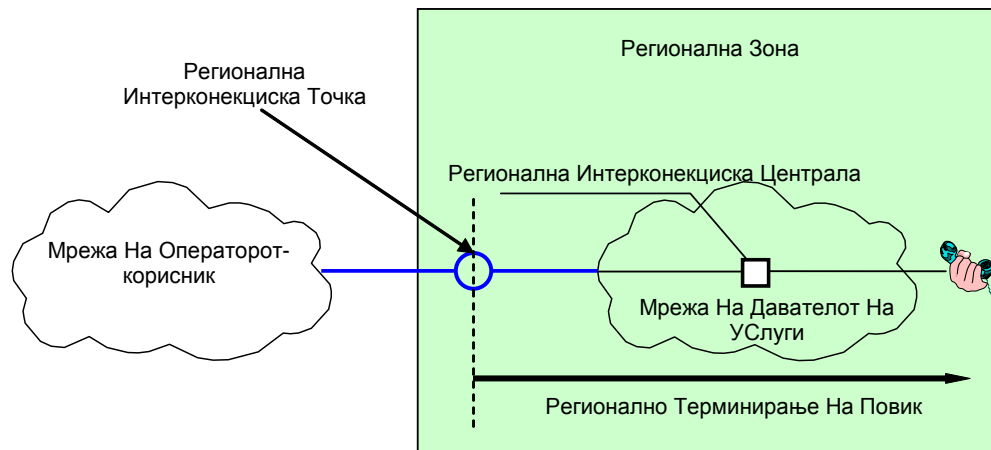 Регионална Зона
Регионална
Интерконекциска Точка
Регионална Интерконекциска Централа
Мрежа На Операторот-
корисник
Мрежа На Давателот На
УСлуги
Регионално Терминирање На Повик